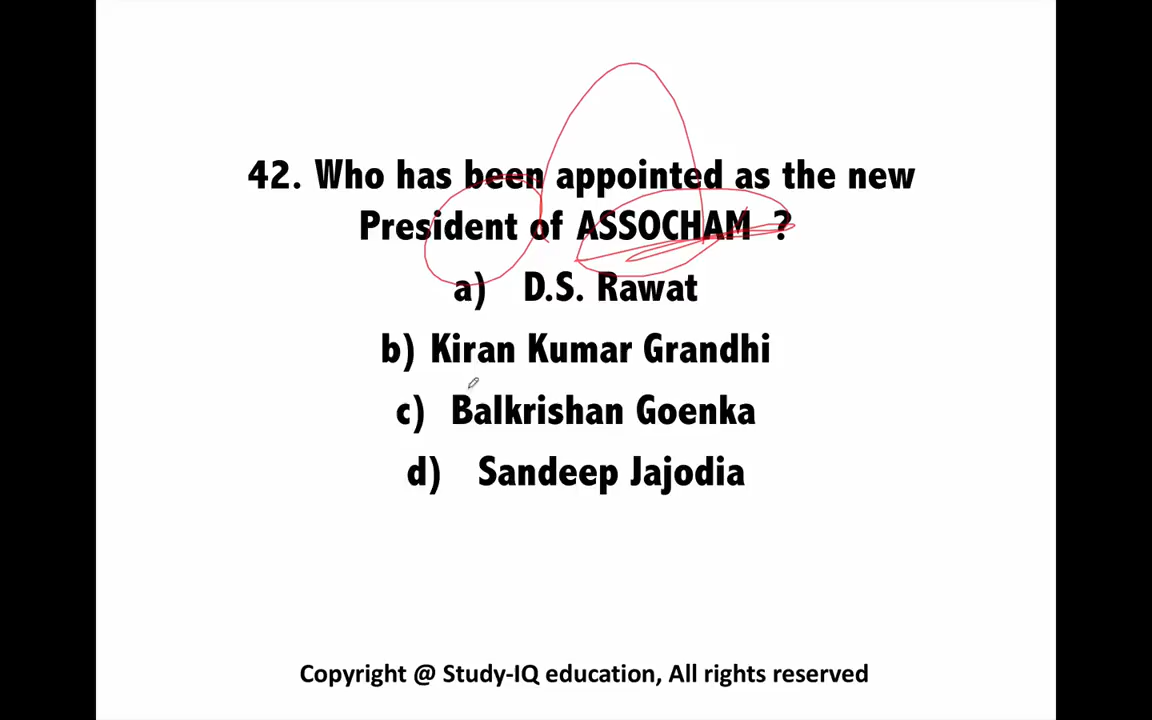 42. Who has been appointed as the new
President of ASSOCHAM ?
a) D.S. Rawat
b) Kiran Kumar Grandhi
c) Balkrishan Goenka
d) Sandeep Jajodia
Copyright @ Study-IQ education, All rights reserved